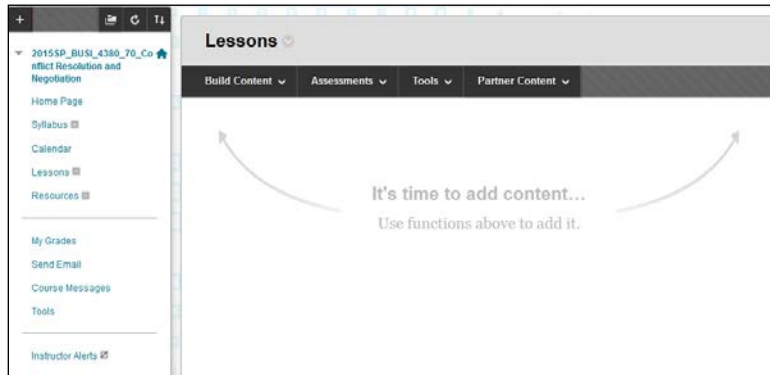 2015SP_BUSI_4380_70_Co
nflict Resolution and
Negotiation
Home Page
Syllabus
Calendar
Lessons
Resources
My Grades
Send Email
Course Messages
Tools
Instructor Alerts
Lessons
Build Content
Assessments
Tools
Partner Content
It's time to add content...
Use functions above to add it.